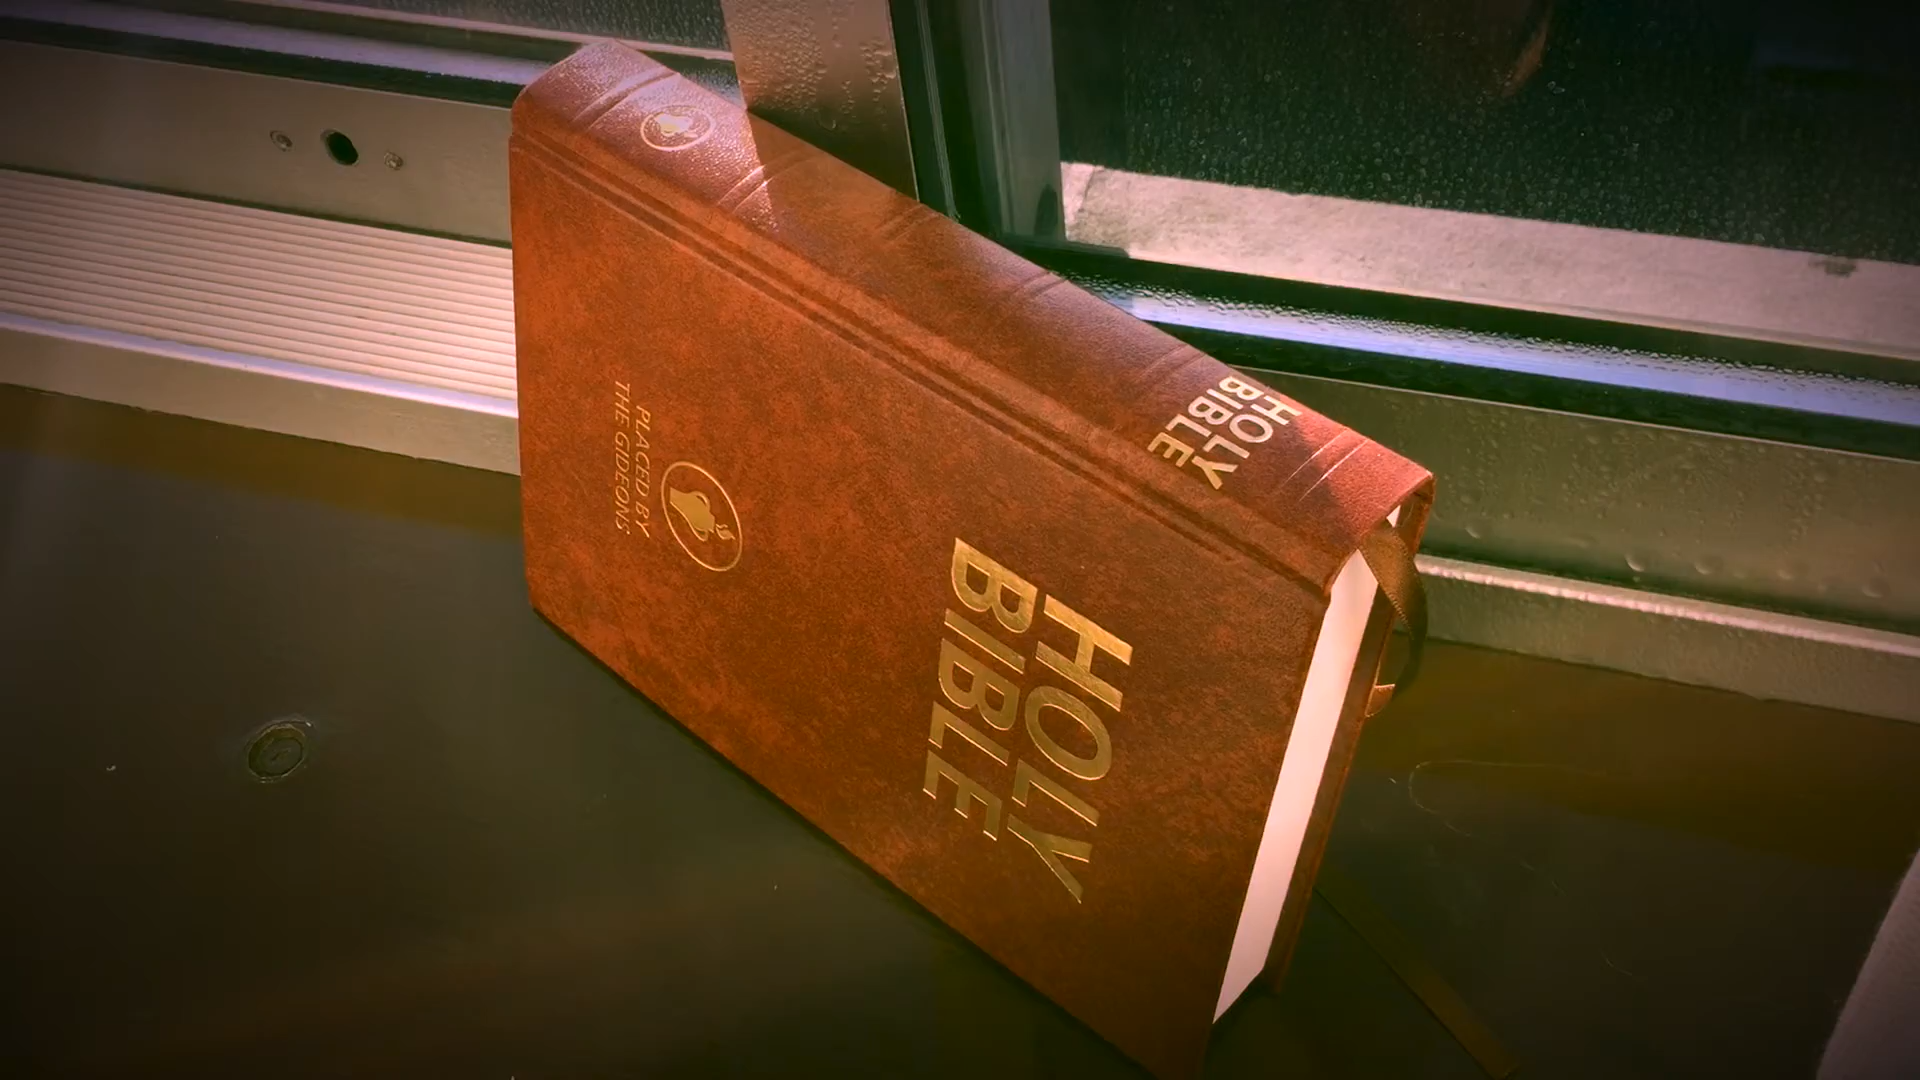 HOLY
BIBLE
HOLY
BIBLE
PLACED BY
THE GIDEONS